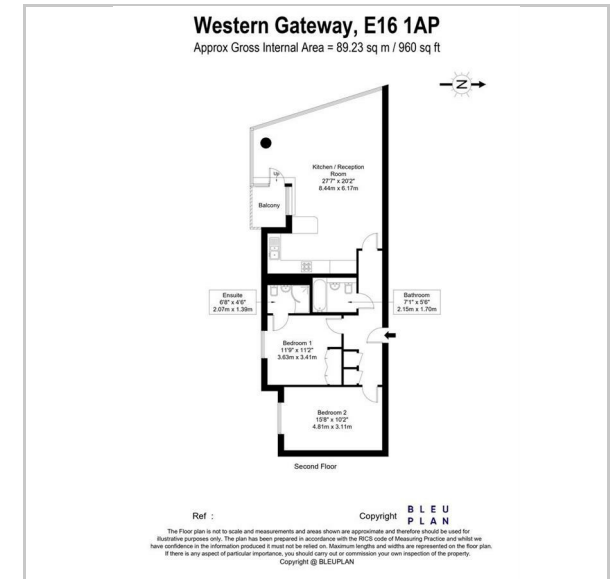 Western Gateway, E16 1AP
Approx Gross Internal Area = 89.23 sq m / 960 sq ft
N
Kitchen / Reception
Room
27'7" x 20'2"
8.44m x 6.17m
Up
Balcony
Ensuite
6'8" x 4'6"
2.07m x 1.39m
Bathroom
7'1" x 5'6"
2.15m x 1.70m
Bedroom 1
11'9" x 11'2"
3.63m x 3.41m
Bedroom 2
15'8" x 10'2"
4.81m x 3.11m
Second Floor
Ref :
Copyright
BLEU
PLAN
The Floor plan is not to scale and measurements and areas shown are approximate and therefore should be used for
illustrative purposes only. The plan has been prepared in accordance with the RICS code of Measuring Practice and whilst we
have confidence in the information produced it must not be relied on. Maximum lengths and widths are represented on the floor plan.
If there is any aspect of particular importance, you should carry out or commission your own inspection of the property.
Copyright @ BLEUPLAN